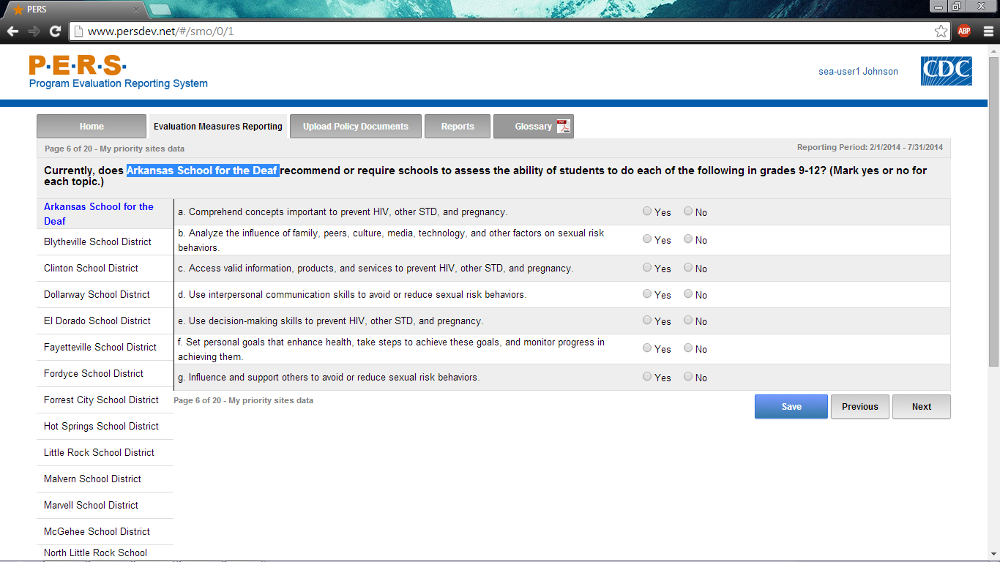 PERS
www.persdev.net/#/smo/0/1
ABP
P·E·R·S·
Program Evaluation Reporting System
sea-user1 Johnson
CDC
Home
Evaluation Measures Reporting
Upload Policy Documents
Reports
Glossary
Page 6 of 20 - My priority sites data
Reporting Period: 2/1/2014 - 7/31/2014
Currently, does Arkansas School for the Deaf recommend or require schools to assess the ability of students to do each of the following in grades 9-12? (Mark yes or no for
each topic.)
Arkansas School for the
Deaf
Blytheville School District
Clinton School District
Dollarway School District
El Dorado School District
Fayetteville School District
Fordyce School District
Forrest City School District
Hot Springs School District
Little Rock School District
Malvern School District
Marvell School District
McGehee School District
North Little Rock School
a. Comprehend concepts important to prevent HIV, other STD, and pregnancy.
Yes No
b. Analyze the influence of family, peers, culture, media, technology, and other factors on sexual risk
behaviors.
Yes No
c. Access valid information, products, and services to prevent HIV, other STD, and pregnancy.
Yes No
d. Use interpersonal communication skills to avoid or reduce sexual risk behaviors.
Yes No
e. Use decision-making skills to prevent HIV, other STD, and pregnancy.
Yes No
f. Set personal goals that enhance health, take steps to achieve these goals, and monitor progress in
achieving them.
Yes No
g. Influence and support others to avoid or reduce sexual risk behaviors.
Yes No
Page 6 of 20 - My priority sites data
Save
Previous
Next